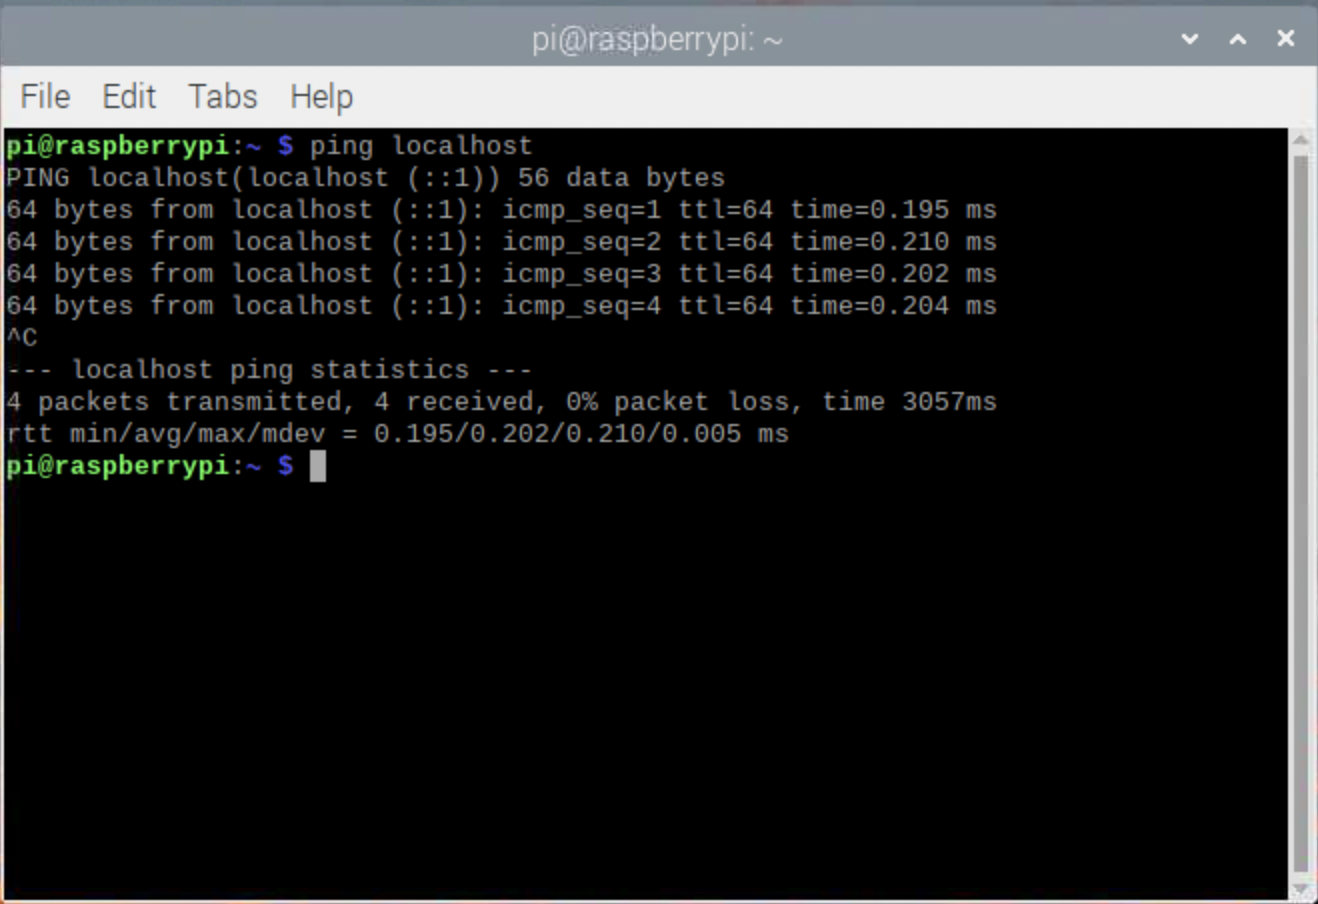 pi@raspberrypi: ~
File Edit Tabs Help
pi@raspberrypi:~ $ ping localhost
PING localhost(localhost (::1)) 56 data bytes
64 bytes from localhost (::1): icmp_seq=1 ttl=64 time=0.195 ms
64 bytes from localhost (::1): icmp_seq=2 ttl=64 time=0.210 ms
64 bytes from localhost (::1): icmp_seq=3 ttl=64 time=0.202 ms
64 bytes from localhost (::1): icmp_seq=4 ttl=64 time=0.204 ms
^C
--- localhost ping statistics ---
4 packets transmitted, 4 received, 0% packet loss, time 3057ms
rtt min/avg/max/mdev = 0.195/0.202/0.210/0.005 ms
pi@raspberrypi:~ $